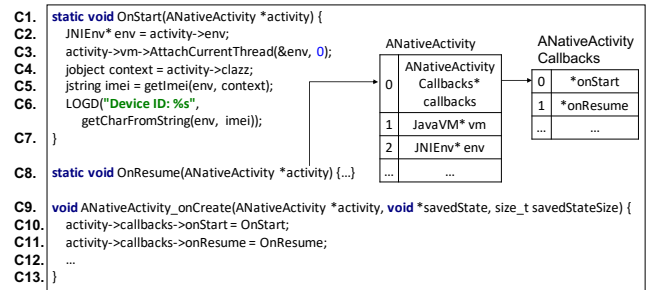 C1. static void OnStart(ANativeActivity *activity) {
C2. JNIEnv* env = activity->env;
C3. activity->vm->AttachCurrentThread(&env, 0);
C4. jobject context = activity->clazz;
C5. jstring imei = getImei(env, context);
C6. LOGD("Device ID: %s",
getCharFromString(env, imei));
C7. }
C8. static void OnResume(ANativeActivity *activity) {…}
C9. void ANativeActivity_onCreate(ANativeActivity *activity, void *savedState, size_t savedStateSize) {
C10. activity->callbacks->onStart = OnStart;
C11. activity->callbacks->onResume = OnResume;
C12. …
C13. }
ANativeActivity
0 ANativeActivity
Callbacks*
callbacks
1 JavaVM* vm
2 JNIEnv* env
… …
ANativeActivity
Callbacks
0 *onStart
1 *onResume
… …